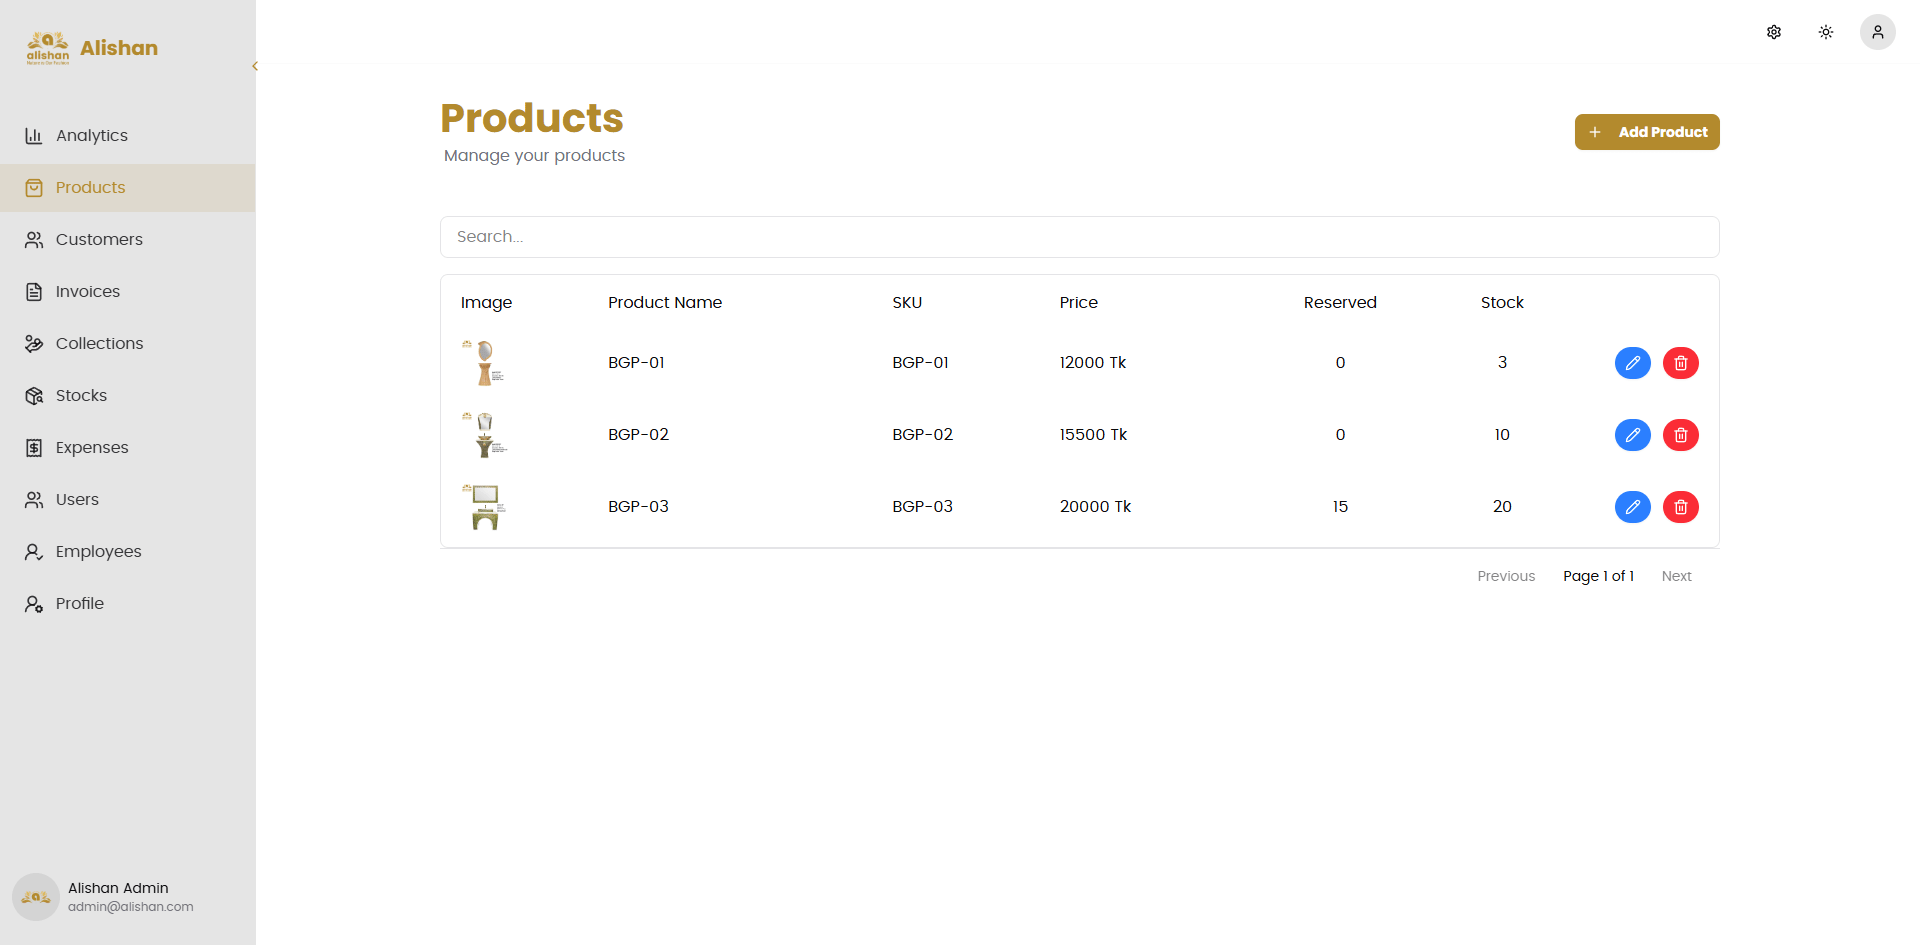 alishan
Alishan
Analytics
Products
Customers
Invoices
Collections
Stocks
Expenses
Users
Employees
Profile
Alishan Admin
admin@alishan.com
Products
Manage your products
Add Product
Search...
Image Product Name SKU Price Reserved Stock
BGP-01 BGP-01 12000 Tk 0 3
BGP-02 BGP-02 15500 Tk 0 10
BGP-03 BGP-03 20000 Tk 15 20
Previous Page 1 of 1 Next